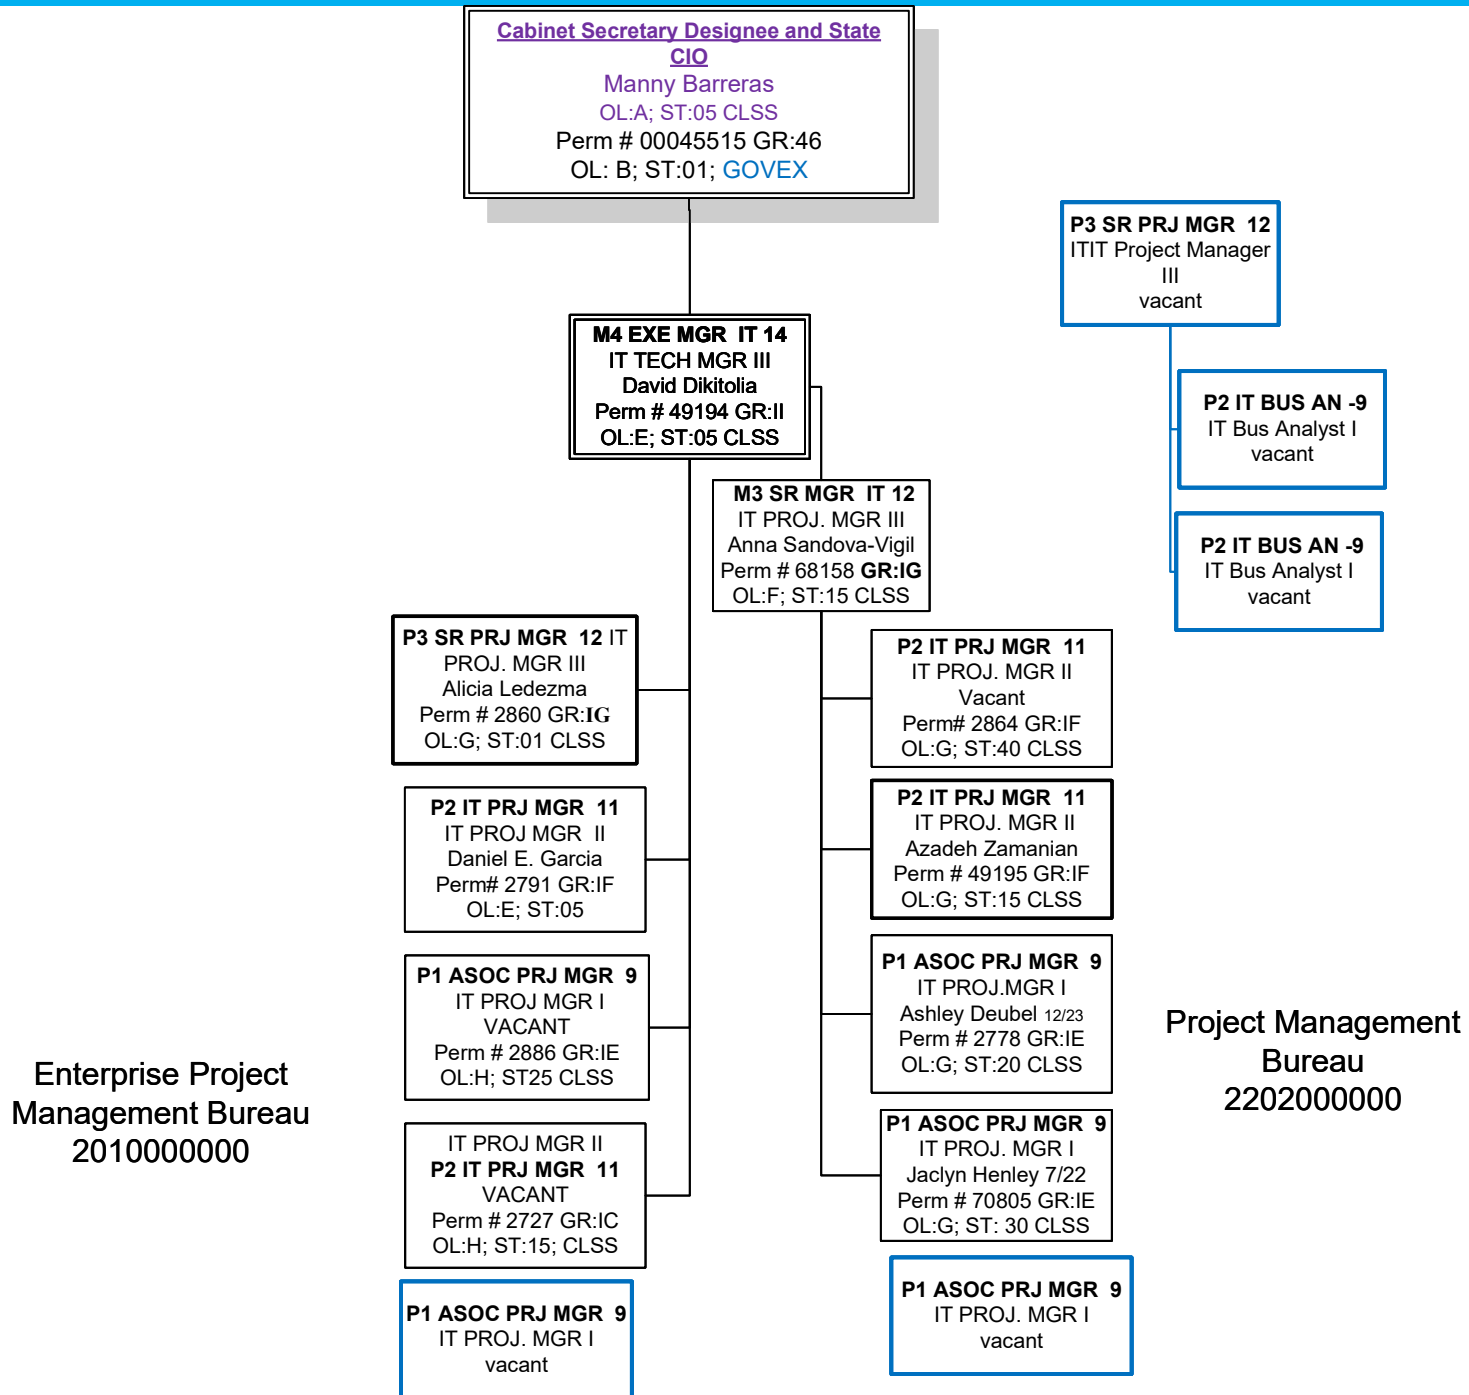 Cabinet Secretary Designee and State
CIO
Manny Barreras
OL:A; ST:05 CLSS
Perm # 00045515 GR:46
OL: B; ST:01; GOVEX
P3 SR PRJ MGR 12
ITIT Project Manager
III
vacant
P2 IT BUS AN -9
IT Bus Analyst I
vacant
P2 IT BUS AN -9
IT Bus Analyst I
vacant
M4 EXE MGR IT 14
IT TECH MGR III
David Dikitolia
Perm # 49194 GR:II
OL:E; ST:05 CLSS
M3 SR MGR IT 12
IT PROJ. MGR III
Anna Sandova-Vigil
Perm # 68158 GR:IG
OL:F; ST:15 CLSS
P3 SR PRJ MGR 12 IT
PROJ. MGR III
Alicia Ledezma
Perm # 2860 GR:IG
OL:G; ST:01 CLSS
P2 IT PRJ MGR 11
IT PROJ MGR II
Daniel E. Garcia
Perm# 2791 GR:IF
OL:E; ST:05
P1 ASOC PRJ MGR 9
IT PROJ MGR I
VACANT
Perm # 2886 GR:IE
OL:H; ST25 CLSS
IT PROJ MGR II
P2 IT PRJ MGR 11
VACANT
Perm # 2727 GR:IC
OL:H; ST:15; CLSS
P1 ASOC PRJ MGR 9
IT PROJ. MGR I
vacant
P2 IT PRJ MGR 11
IT PROJ. MGR II
Vacant
Perm# 2864 GR:IF
OL:G; ST:40 CLSS
P2 IT PRJ MGR 11
IT PROJ. MGR II
Azadeh Zamanian
Perm # 49195 GR:IF
OL:G; ST:15 CLSS
P1 ASOC PRJ MGR 9
IT PROJ.MGR I
Ashley Deubel 12/23
Perm # 2778 GR:IE
OL:G; ST:20 CLSS
P1 ASOC PRJ MGR 9
IT PROJ. MGR I
Jaclyn Henley 7/22
Perm # 70805 GR:IE
OL:G; ST: 30 CLSS
P1 ASOC PRJ MGR 9
IT PROJ. MGR I
vacant
Enterprise Project
Management Bureau
2010000000
Project Management
Bureau
2202000000